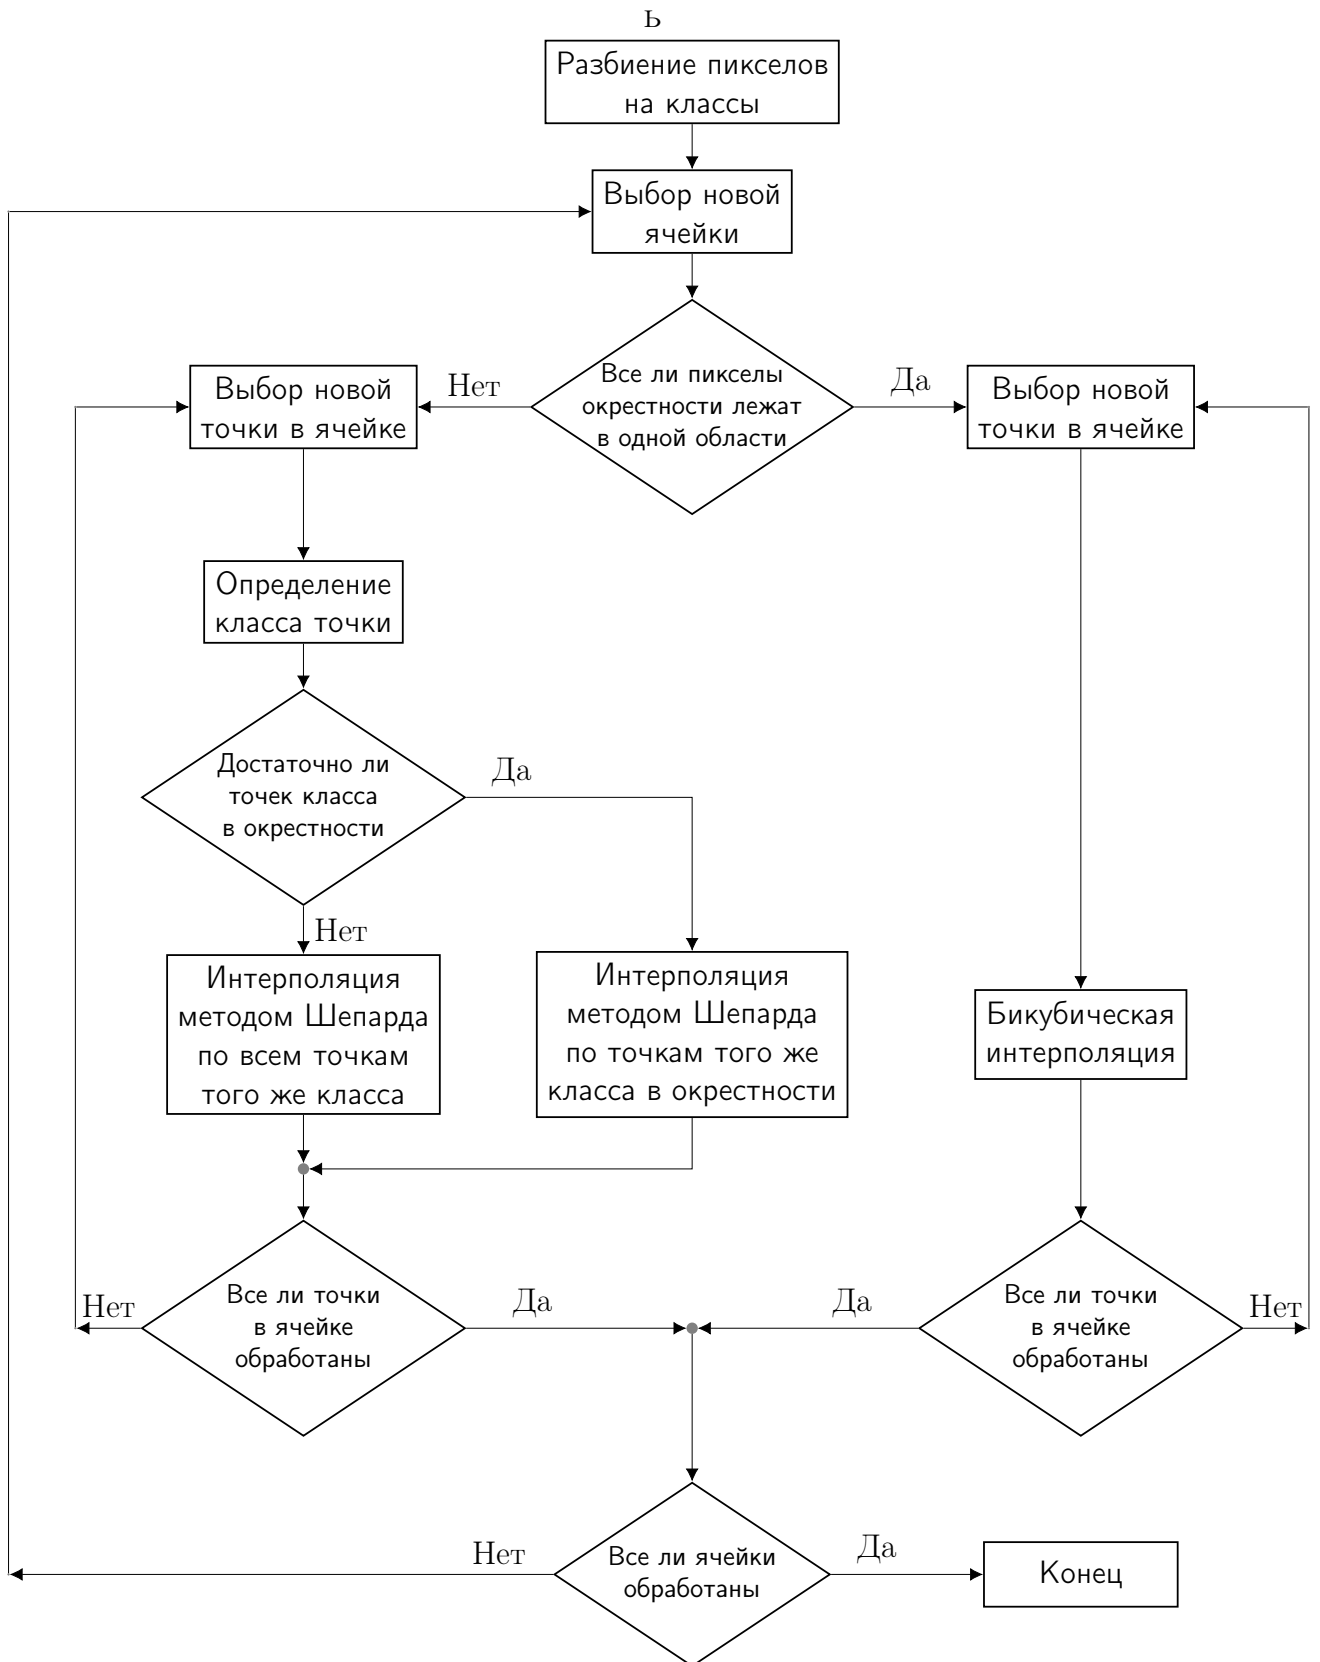 ь
Разбиение пикселов
на классы
Выбор новой
ячейки
Все ли пикселы
окрестности лежат
в одной области
Нет
Да
Выбор новой
точки в ячейке
Выбор новой
точки в ячейке
Определение
класса точки
Достаточно ли
точек класса
в окрестности
Да
Нет
Интерполяция
методом Шепарда
по всем точкам
того же класса
Интерполяция
методом Шепарда
по точкам того же
класса в окрестности
Бикубическая
интерполяция
Все ли точки
в ячейке
обработаны
Нет
Да
Да
Все ли точки
в ячейке
обработаны
Нет
Все ли ячейки
обработаны
Нет
Да
Конец